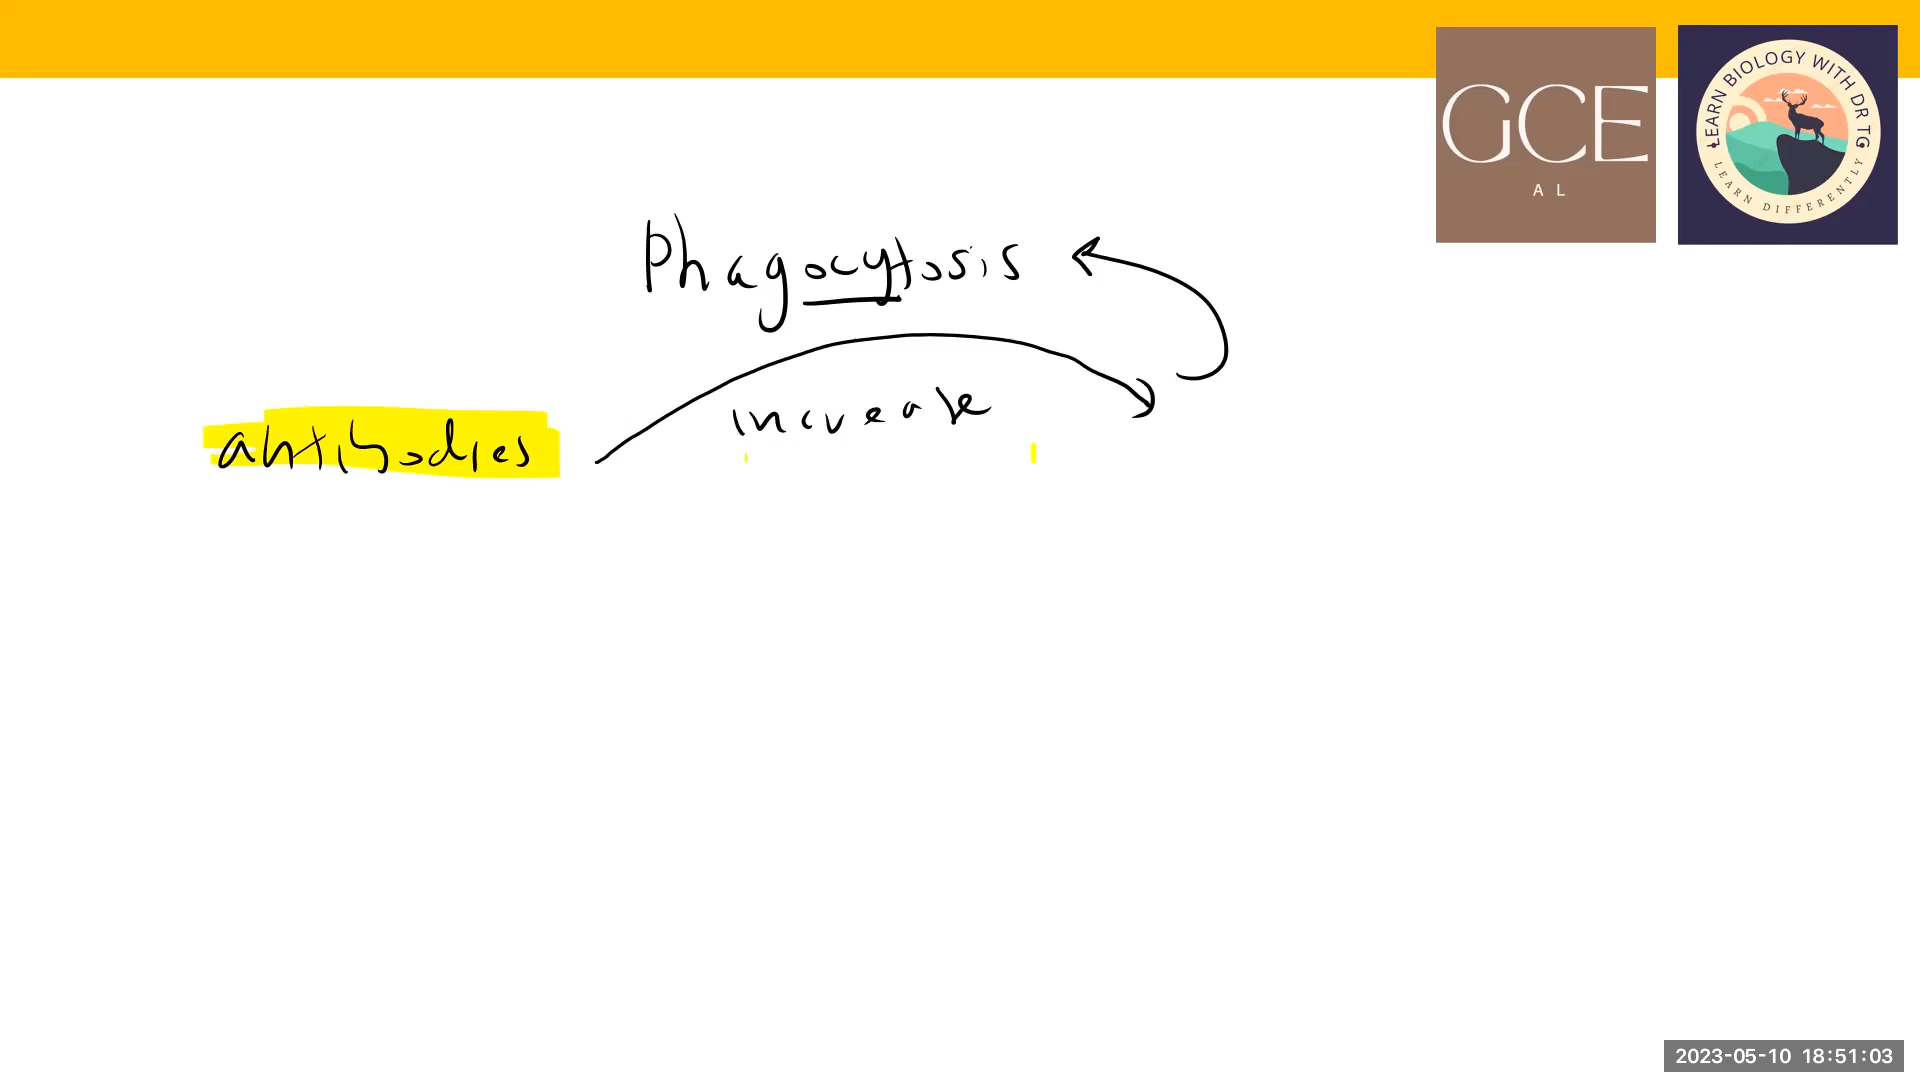 GCE
A L
LEARN BIOLOGY WITH DR TG
LEARN DIFFERENTLY
Phagocytosis
increase
antibodies
2023-05-10 18:51:03